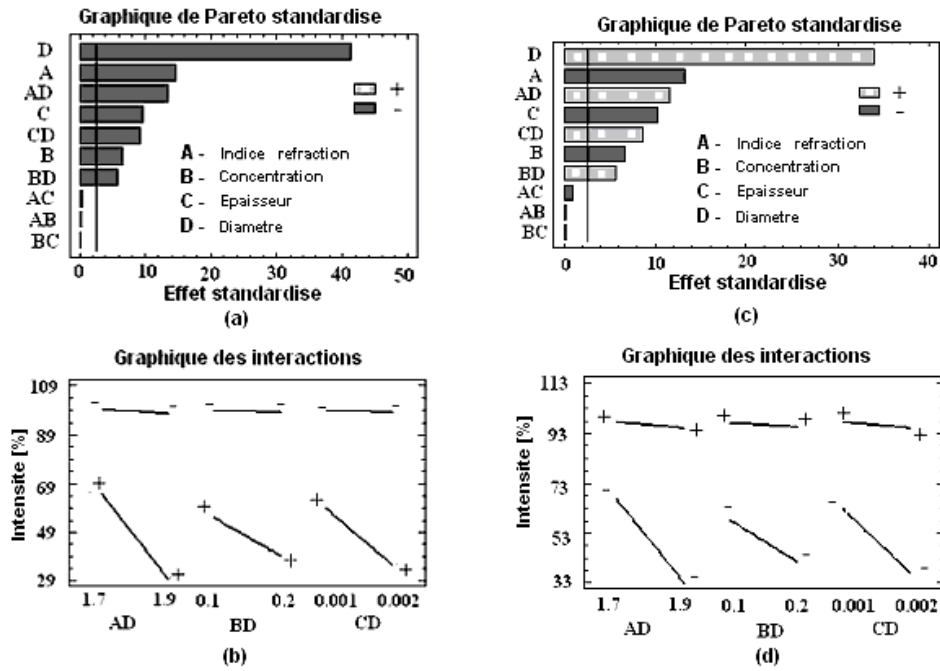 Graphique de Pareto standardise
D
A
AD
C
CD
B
BD
AC
AB
BC
+
-
A - Indice refraction
B - Concentration
C - Epaisseur
D - Diametre
0 10 20 30 40 50
Effet standardise
(a)
Graphique de Pareto standardise
D
A
AD
C
CD
B
BD
AC
AB
BC
+
-
A - Indice refraction
B - Concentration
C - Epaisseur
D - Diametre
0 10 20 30 40
Effet standardise
(c)
Graphique des interactions
Intensite [%]
109
89
69
49
29
- - - - - -
+ + + + + +
1.7 1.9 0.1 0.2 0.001 0.002
AD BD CD
(b)
Graphique des interactions
Intensite [%]
113
93
73
53
33
+ + + + + +
- - - - - -
1.7 1.9 0.1 0.2 0.001 0.002
AD BD CD
(d)